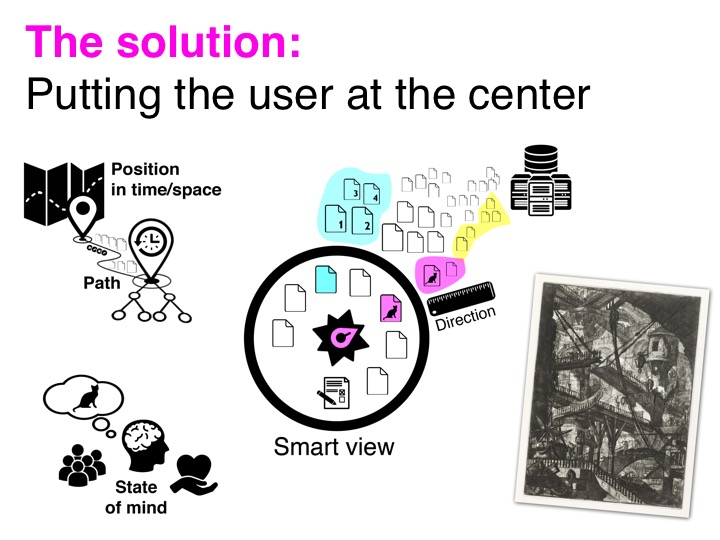 The solution:
Putting the user at the center
Position
in time/space
Path
3
4
1
2
Direction
Smart view
State
of mind